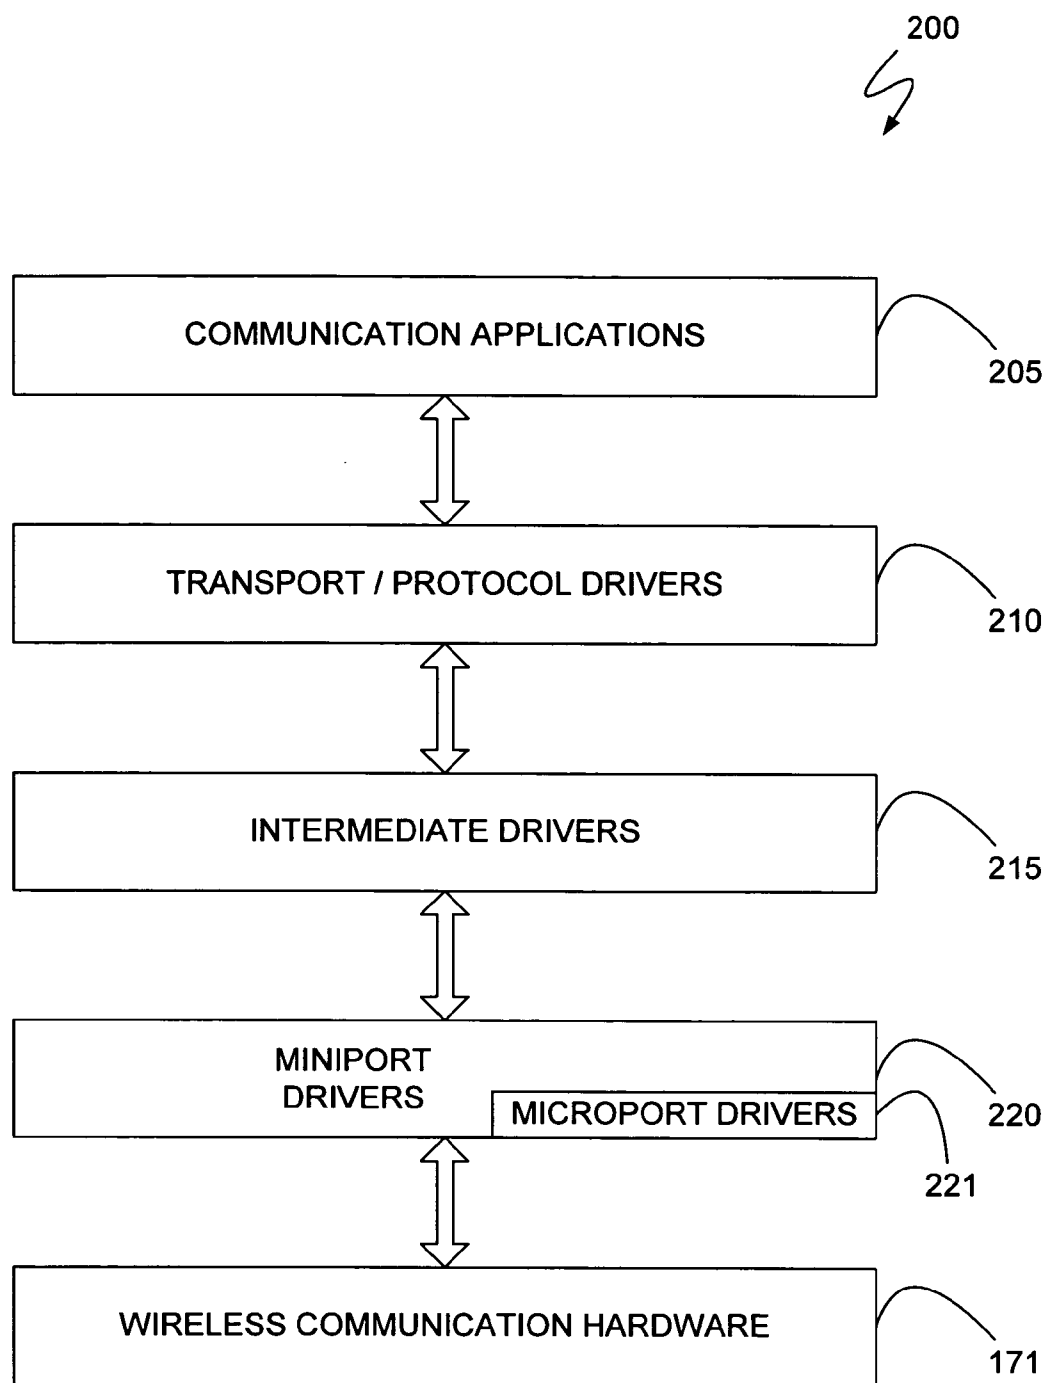 200
COMMUNICATION APPLICATIONS
205
TRANSPORT / PROTOCOL DRIVERS
210
INTERMEDIATE DRIVERS
215
MINIPORT
DRIVERS
MICROPORT DRIVERS
220
221
WIRELESS COMMUNICATION HARDWARE
171